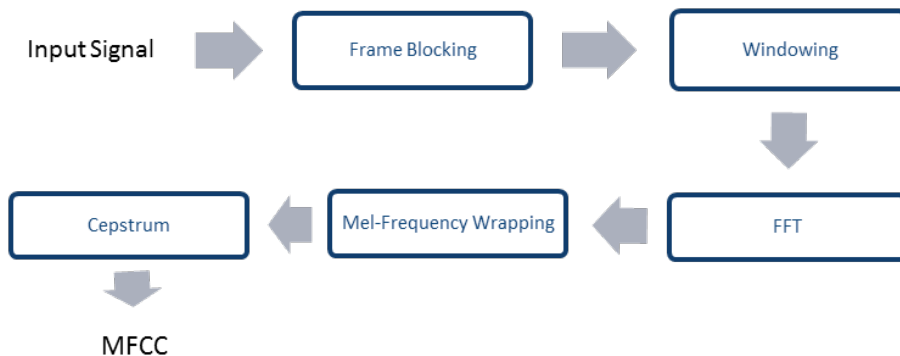 Input Signal
Frame Blocking
Windowing
FFT
Mel-Frequency Wrapping
Cepstrum
MFCC